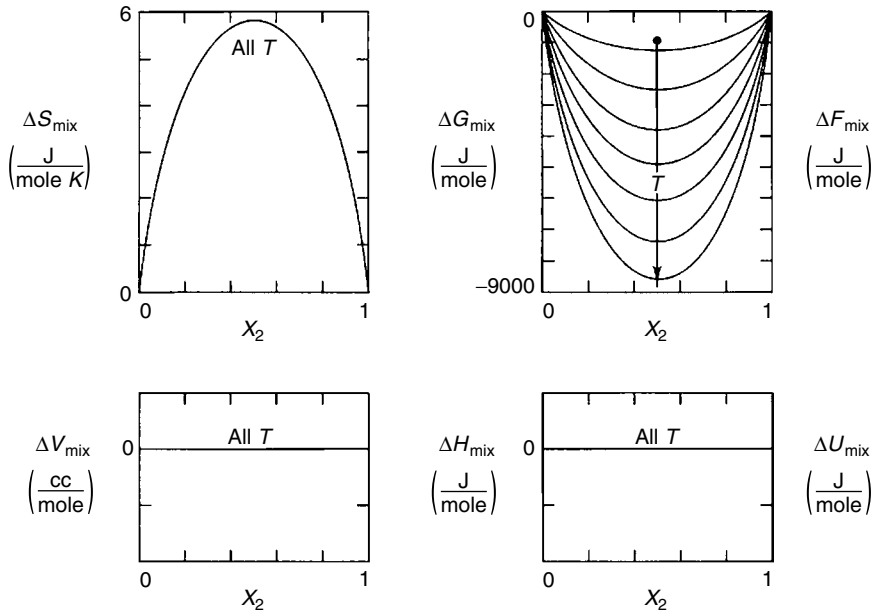 6
All T
ΔS_mix
(J / mole K)
0
0
1
X_2
0
ΔG_mix
(J / mole)
T
−9000
0
1
X_2
ΔF_mix
(J / mole)
ΔV_mix
(cc / mole)
0
All T
0
1
X_2
ΔH_mix
(J / mole)
0
All T
0
1
X_2
ΔU_mix
(J / mole)